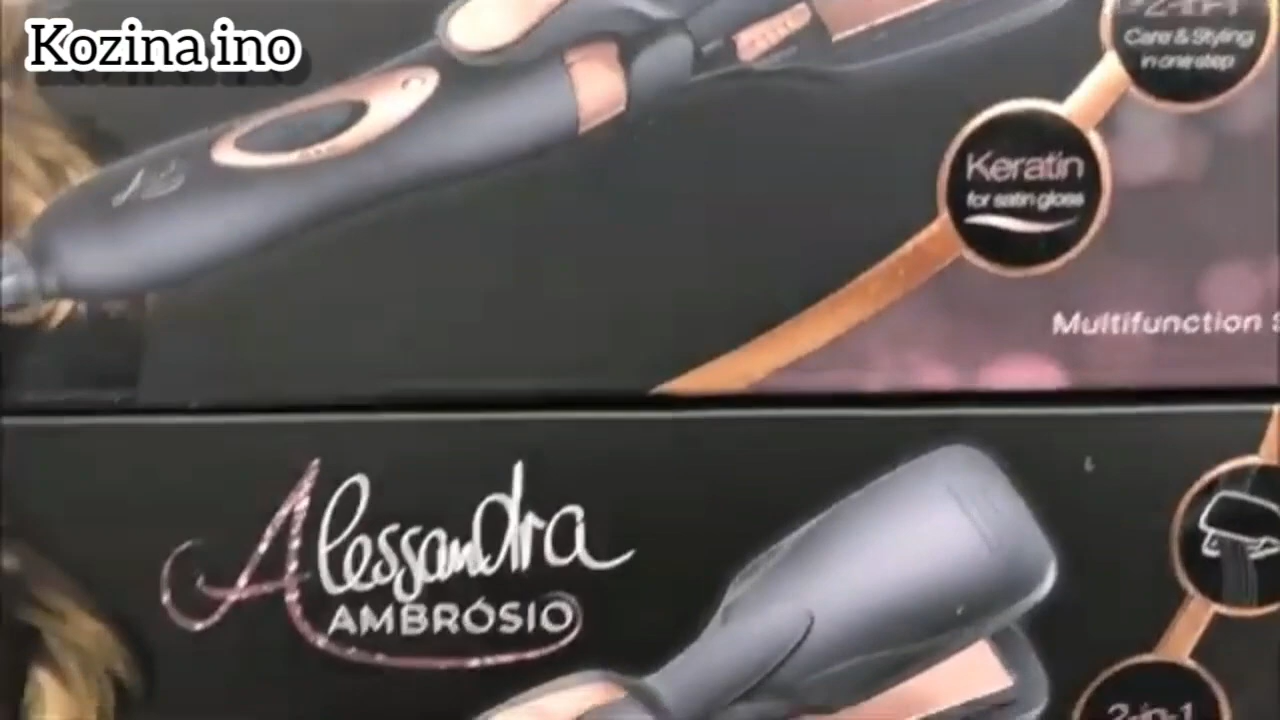 Kozina ino
2-in-1
Care & Styling
in one step
Keratin
for satin gloss
Multifunction
Alessandra
AMBRÓSIO
2-in-1